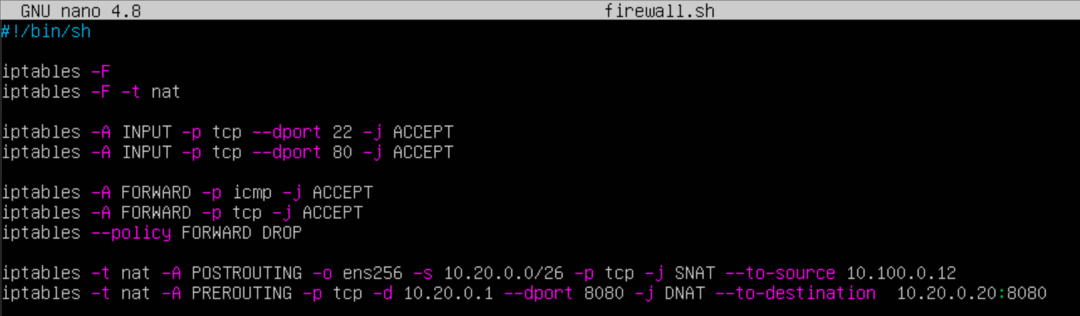 GNU nano 4.8 firewall.sh
#!/bin/sh
iptables -F
iptables -F -t nat
iptables -A INPUT -p tcp --dport 22 -j ACCEPT
iptables -A INPUT -p tcp --dport 80 -j ACCEPT
iptables -A FORWARD -p icmp -j ACCEPT
iptables -A FORWARD -p tcp -j ACCEPT
iptables --policy FORWARD DROP
iptables -t nat -A POSTROUTING -o ens256 -s 10.20.0.0/26 -p tcp -j SNAT --to-source 10.100.0.12
iptables -t nat -A PREROUTING -p tcp -d 10.20.0.1 --dport 8080 -j DNAT --to-destination  10.20.0.20:8080